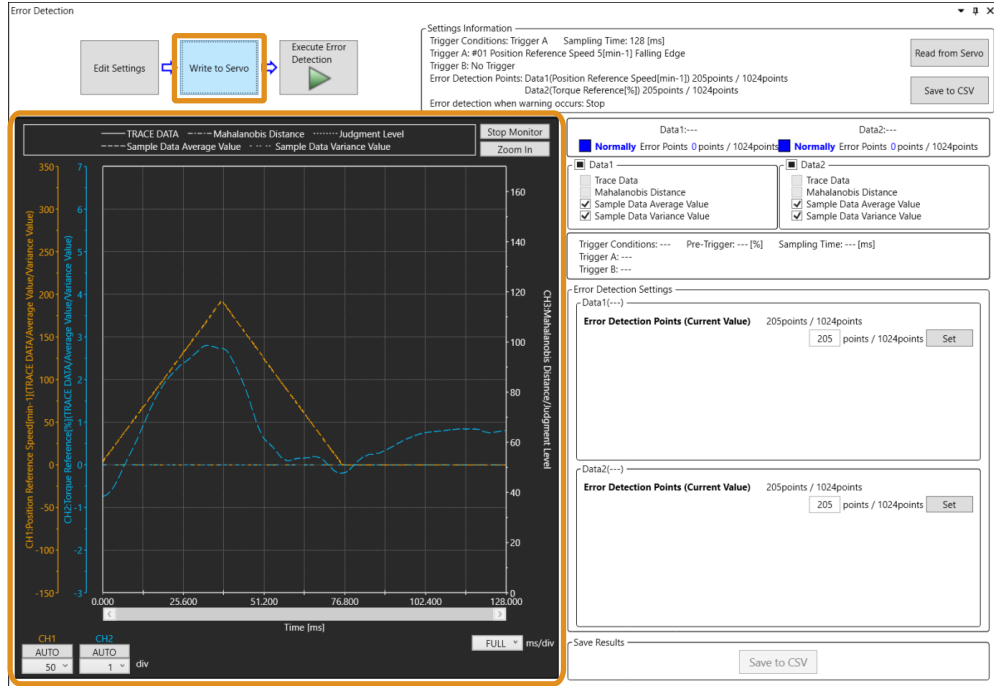 Error Detection
Edit Settings
Write to Servo
Execute Error
Detection
Settings Information
Trigger Conditions: Trigger A Sampling Time: 128 [ms]
Trigger A: #01 Position Reference Speed 5[min-1] Falling Edge
Trigger B: No Trigger
Error Detection Points: Data1(Position Reference Speed[min-1]) 205points / 1024points
Data2(Torque Reference[%]) 205points / 1024points
Error detection when warning occurs: Stop
Read from Servo
Save to CSV
TRACE DATA Mahalanobis Distance Judgment Level
Sample Data Average Value Sample Data Variance Value
Stop Monitor
Zoom In
CH1:Position Reference Speed[min-1](TRACE DATA/Average Value/Variance Value)
350
300
250
200
150
100
50
0
-50
-100
-150
CH2:Torque Reference[%](TRACE DATA/Average Value/Variance Value)
7
6
5
4
3
2
1
0
-1
-2
-3
160
140
120
100
80
60
40
20
0
CH3:Mahalanobis Distance/Judgment Level
0.000 25.600 51.200 76.800 102.400 128.000
Time [ms]
CH1 CH2
AUTO AUTO
50 1 div
FULL ms/div
Data1:--- Data2:---
Normally Error Points 0 points / 1024points Normally Error Points 0 points / 1024points
Data1
Trace Data
Mahalanobis Distance
Sample Data Average Value
Sample Data Variance Value
Data2
Trace Data
Mahalanobis Distance
Sample Data Average Value
Sample Data Variance Value
Trigger Conditions: --- Pre-Trigger: --- [%] Sampling Time: --- [ms]
Trigger A: ---
Trigger B: ---
Error Detection Settings
Data1(---)
Error Detection Points (Current Value) 205points / 1024points
205 points / 1024points Set
Data2(---)
Error Detection Points (Current Value) 205points / 1024points
205 points / 1024points Set
Save Results
Save to CSV